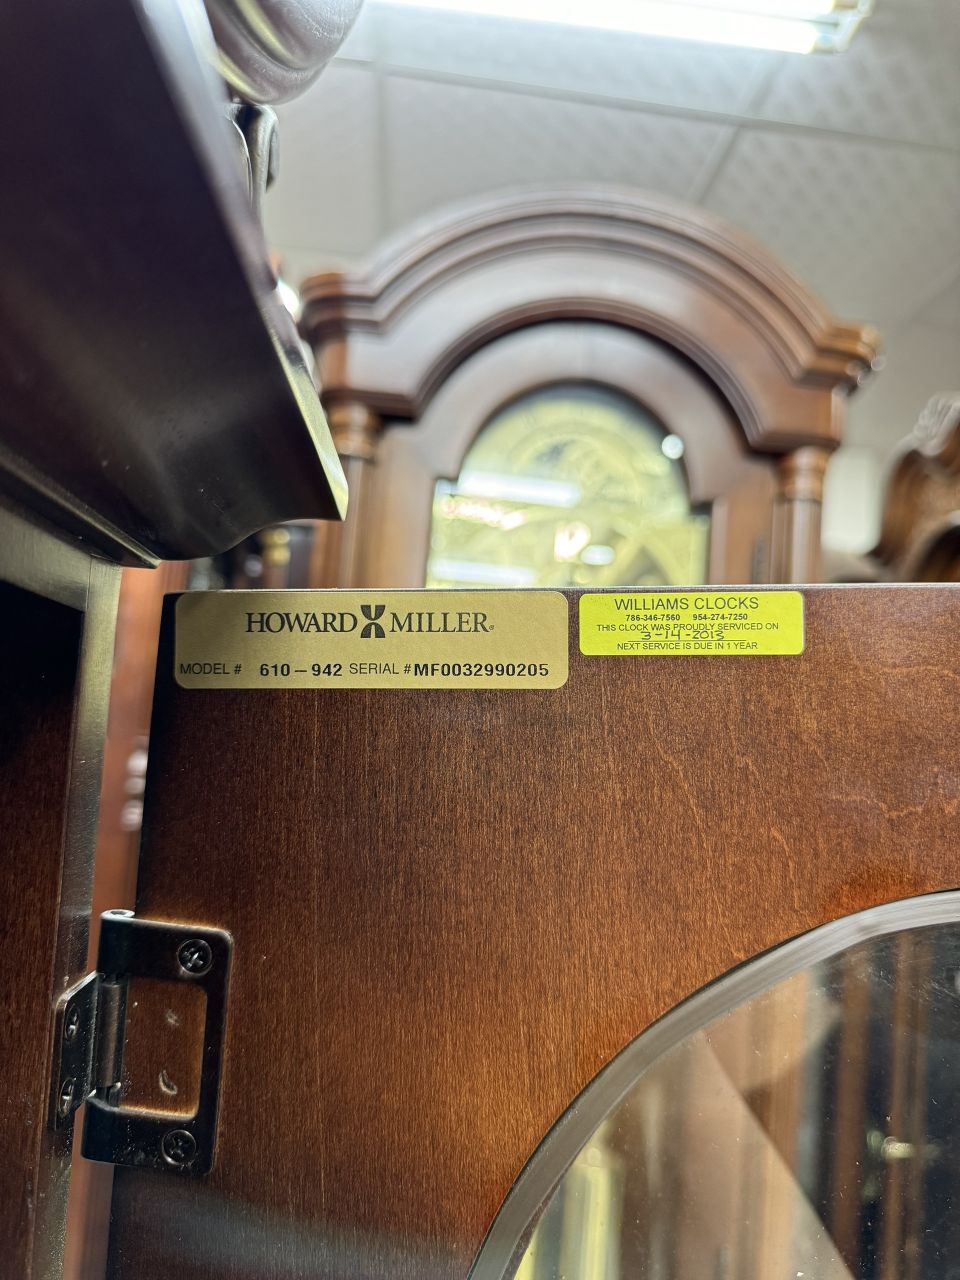 HOWARD MILLER®
MODEL # 610–942 SERIAL # MF0032990205
WILLIAMS CLOCKS
786-346-7560 954-274-7250
THIS CLOCK WAS PROUDLY SERVICED ON
3-14-2013
NEXT SERVICE IS DUE IN 1 YEAR